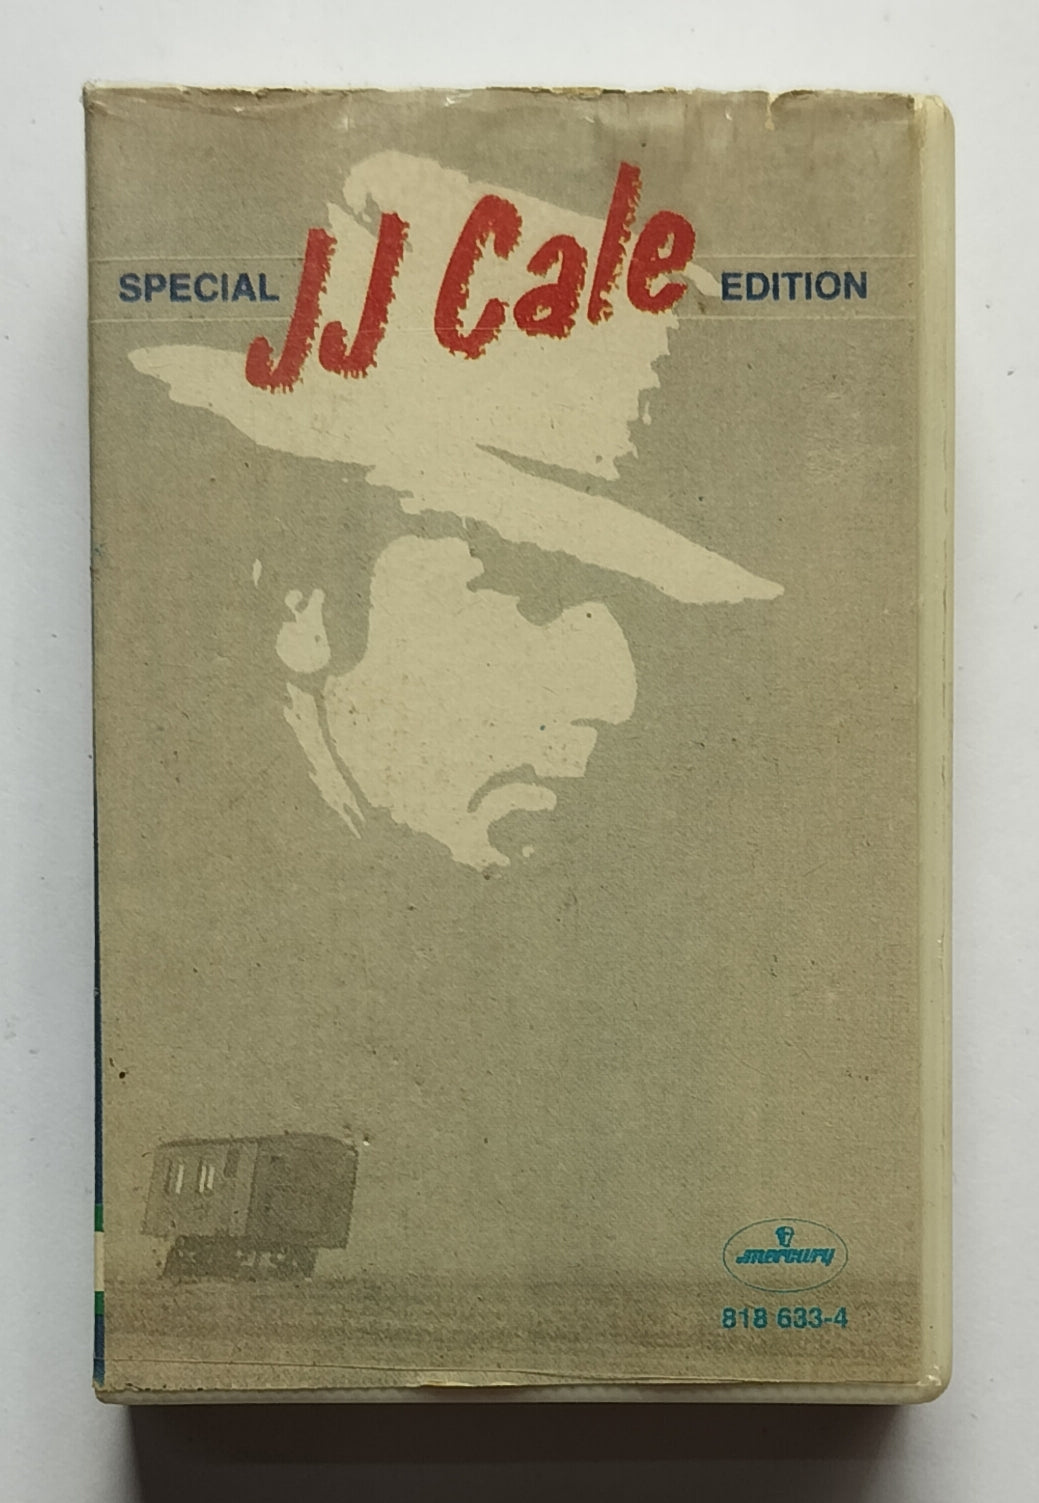 SPECIAL JJ Cale EDITION
mercury
818 633-4